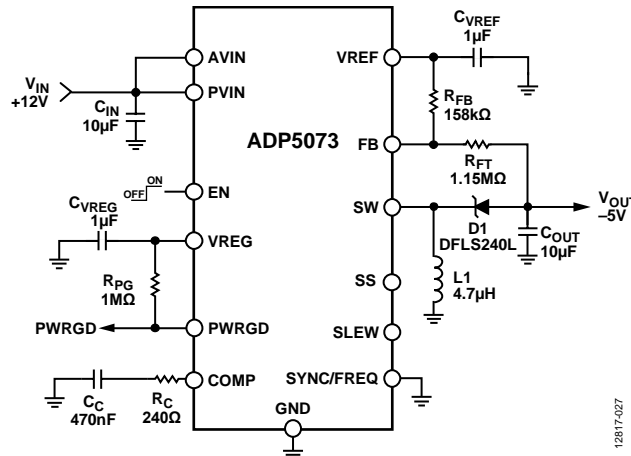 CVREF
1µF
AVIN
VREF
VIN
+12V
PVIN
RFB
158kΩ
CIN
10µF
ADP5073
FB
RFT
1.15MΩ
ON
OFF
EN
SW
VOUT
–5V
D1
DFLS240L
COUT
10µF
CVREG
1µF
VREG
L1
4.7µH
SS
RPG
1MΩ
PWRGD
PWRGD
SLEW
COMP
SYNC/FREQ
CC
470nF
RC
240Ω
GND
12817-027